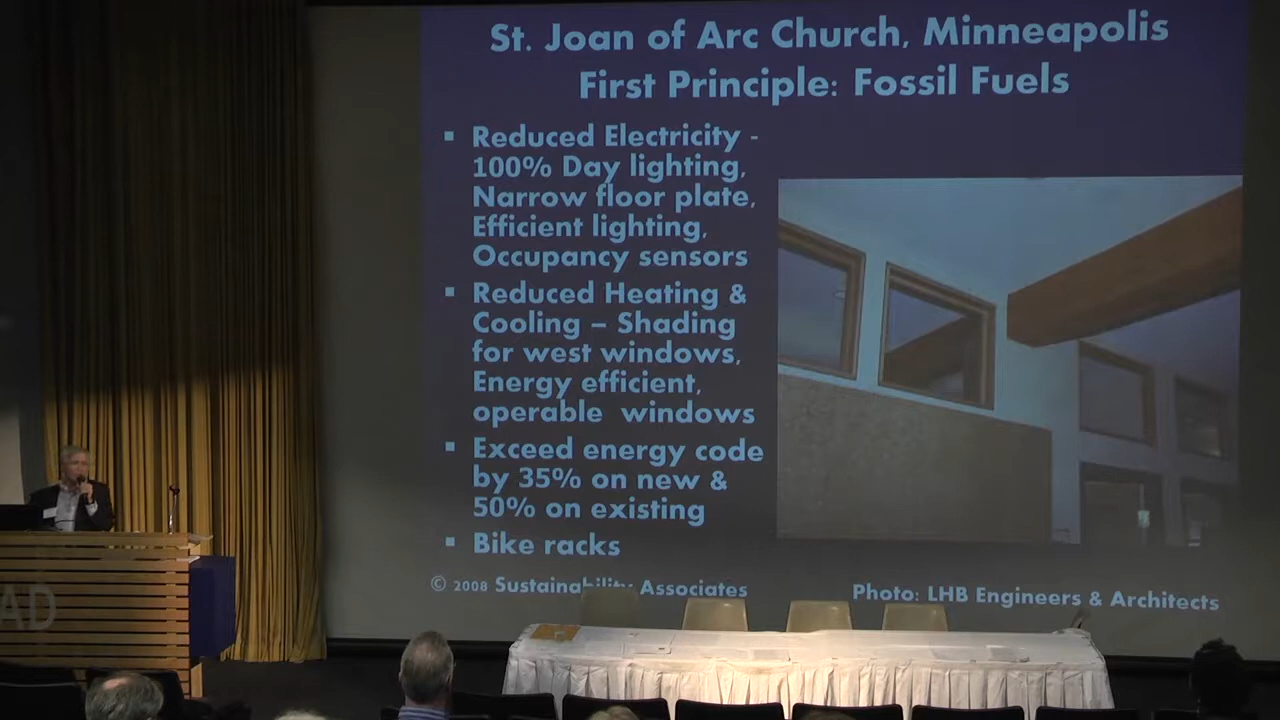 St. Joan of Arc Church, Minneapolis
First Principle: Fossil Fuels
▪ Reduced Electricity -
100% Day lighting,
Narrow floor plate,
Efficient lighting,
Occupancy sensors
▪ Reduced Heating &
Cooling – Shading
for west windows,
Energy efficient,
operable windows
▪ Exceed energy code
by 35% on new &
50% on existing
▪ Bike racks
© 2008 Sustainability Associates
Photo: LHB Engineers & Architects
AD